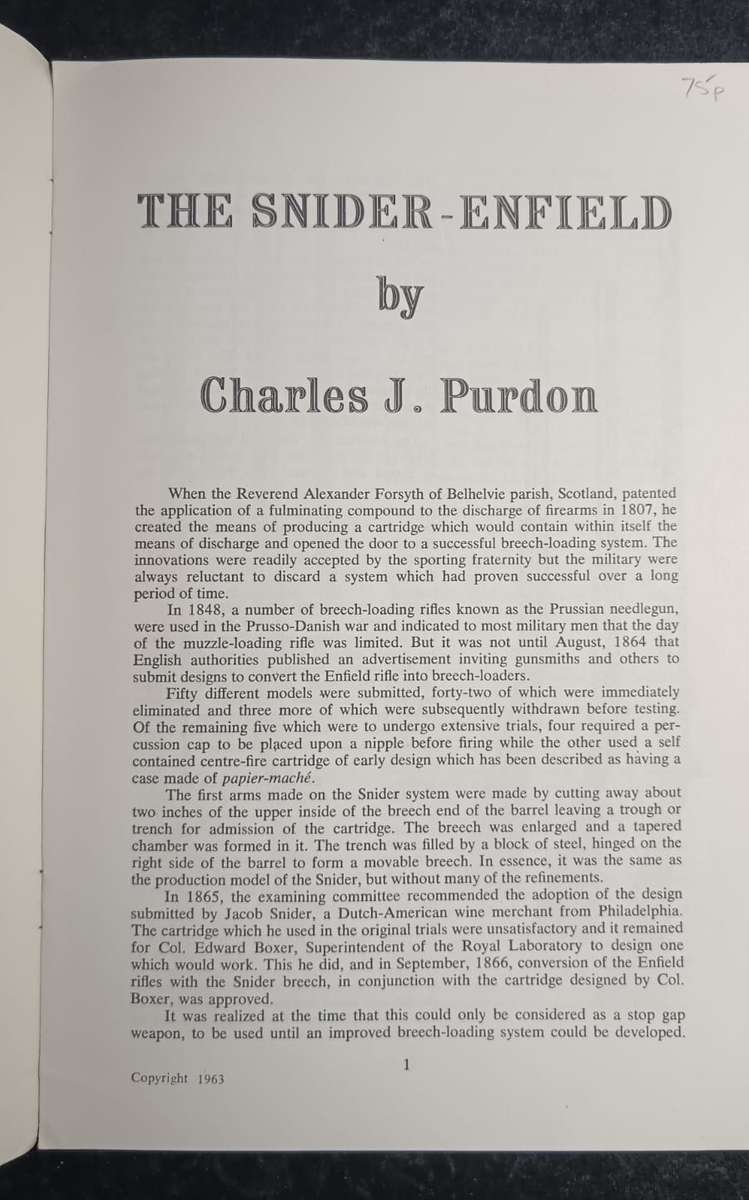 75p
THE SNIDER-ENFIELD
by
Charles J. Purdon
When the Reverend Alexander Forsyth of Belhelvie parish, Scotland, patented
the application of a fulminating compound to the discharge of firearms in 1807, he
created the means of producing a cartridge which would contain within itself the
means of discharge and opened the door to a successful breech-loading system. The
innovations were readily accepted by the sporting fraternity but the military were
always reluctant to discard a system which had proven successful over a long
period of time.
In 1848, a number of breech-loading rifles known as the Prussian needlegun,
were used in the Prusso-Danish war and indicated to most military men that the day
of the muzzle-loading rifle was limited. But it was not until August, 1864 that
English authorities published an advertisement inviting gunsmiths and others to
submit designs to convert the Enfield rifle into breech-loaders.
Fifty different models were submitted, forty-two of which were immediately
eliminated and three more of which were subsequently withdrawn before testing.
Of the remaining five which were to undergo extensive trials, four required a per-
cussion cap to be placed upon a nipple before firing while the other used a self
contained centre-fire cartridge of early design which has been described as having a
case made of papier-maché.
The first arms made on the Snider system were made by cutting away about
two inches of the upper inside of the breech end of the barrel leaving a trough or
trench for admission of the cartridge. The breech was enlarged and a tapered
chamber was formed in it. The trench was filled by a block of steel, hinged on the
right side of the barrel to form a movable breech. In essence, it was the same as
the production model of the Snider, but without many of the refinements.
In 1865, the examining committee recommended the adoption of the design
submitted by Jacob Snider, a Dutch-American wine merchant from Philadelphia.
The cartridge which he used in the original trials were unsatisfactory and it remained
for Col. Edward Boxer, Superintendent of the Royal Laboratory to design one
which would work. This he did, and in September, 1866, conversion of the Enfield
rifles with the Snider breech, in conjunction with the cartridge designed by Col.
Boxer, was approved.
It was realized at the time that this could only be considered as a stop gap
weapon, to be used until an improved breech-loading system could be developed.
1
Copyright 1963